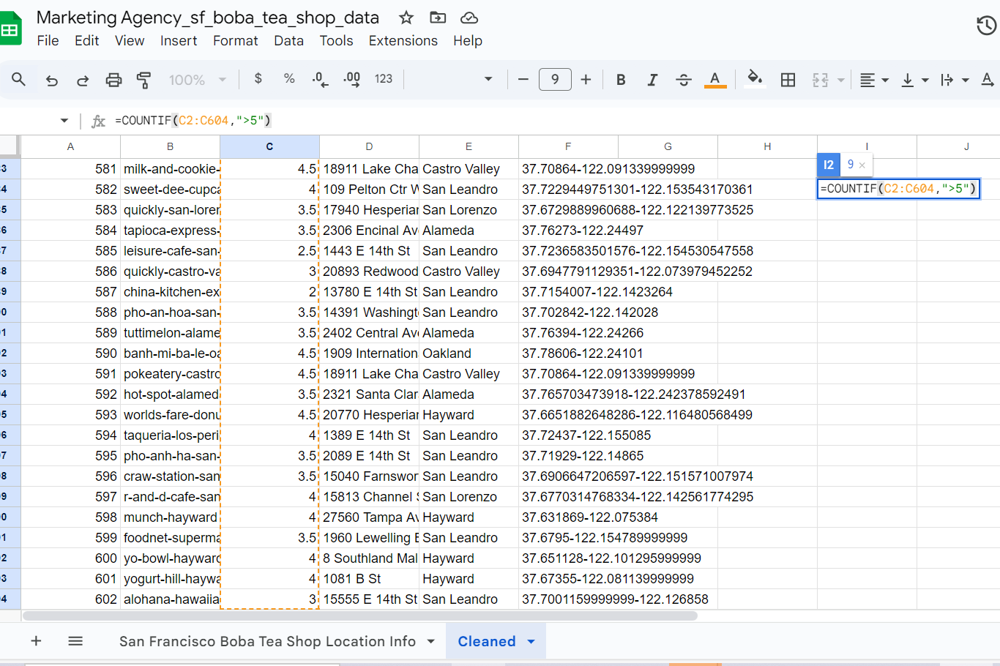 Marketing Agency_sf_boba_tea_shop_data
File Edit View Insert Format Data Tools Extensions Help
100% $ % .0 .00 123 9 B I A A
fx =COUNTIF(C2:C604,">5")
A B C D E F G H I J
I2 9 ×
3 581 milk-and-cookie- 4.5 18911 Lake Cha Castro Valley 37.70864-122.091339999999
4 582 sweet-dee-cupca 4 109 Pelton Ctr W San Leandro 37.7229449751301-122.153543170361 =COUNTIF(C2:C604,">5")
5 583 quickly-san-loren 3.5 17940 Hesperian San Lorenzo 37.6729889960688-122.122139773525
6 584 tapioca-express- 3.5 2306 Encinal Av Alameda 37.76273-122.24497
7 585 leisure-cafe-san- 2.5 1443 E 14th St San Leandro 37.7236583501576-122.154530547558
8 586 quickly-castro-va 3 20893 Redwood Castro Valley 37.6947791129351-122.073979452252
9 587 china-kitchen-ex 2 13780 E 14th St San Leandro 37.7154007-122.1423264
0 588 pho-an-hoa-san- 3.5 14391 Washingt San Leandro 37.702842-122.142028
1 589 tuttimelon-alame 3.5 2402 Central Av Alameda 37.76394-122.24266
2 590 banh-mi-ba-le-oa 4.5 1909 Internation Oakland 37.78606-122.24101
3 591 pokeatery-castro 4.5 18911 Lake Cha Castro Valley 37.70864-122.091339999999
4 592 hot-spot-alamed 3.5 2321 Santa Clar Alameda 37.765703473918-122.242378592491
5 593 worlds-fare-donu 4.5 20770 Hesperian Hayward 37.6651882648286-122.116480568499
6 594 taqueria-los-peri 4 1389 E 14th St San Leandro 37.72437-122.155085
7 595 pho-anh-ha-san- 3.5 2089 E 14th St San Leandro 37.71929-122.14865
8 596 craw-station-san 3.5 15040 Farnswor San Leandro 37.6906647206597-122.151571007974
9 597 r-and-d-cafe-san 4 15813 Channel S San Lorenzo 37.6770314768334-122.142561774295
0 598 munch-hayward 4 27560 Tampa Av Hayward 37.631869-122.075384
1 599 foodnet-superma 3.5 1960 Lewelling B San Leandro 37.6795-122.154789999999
2 600 yo-bowl-hayward 4 8 Southland Mal Hayward 37.651128-122.101295999999
3 601 yogurt-hill-haywa 4 1081 B St Hayward 37.67355-122.081139999999
4 602 alohana-hawaiia 3 15555 E 14th St San Leandro 37.7001159999999-122.126858
San Francisco Boba Tea Shop Location Info Cleaned